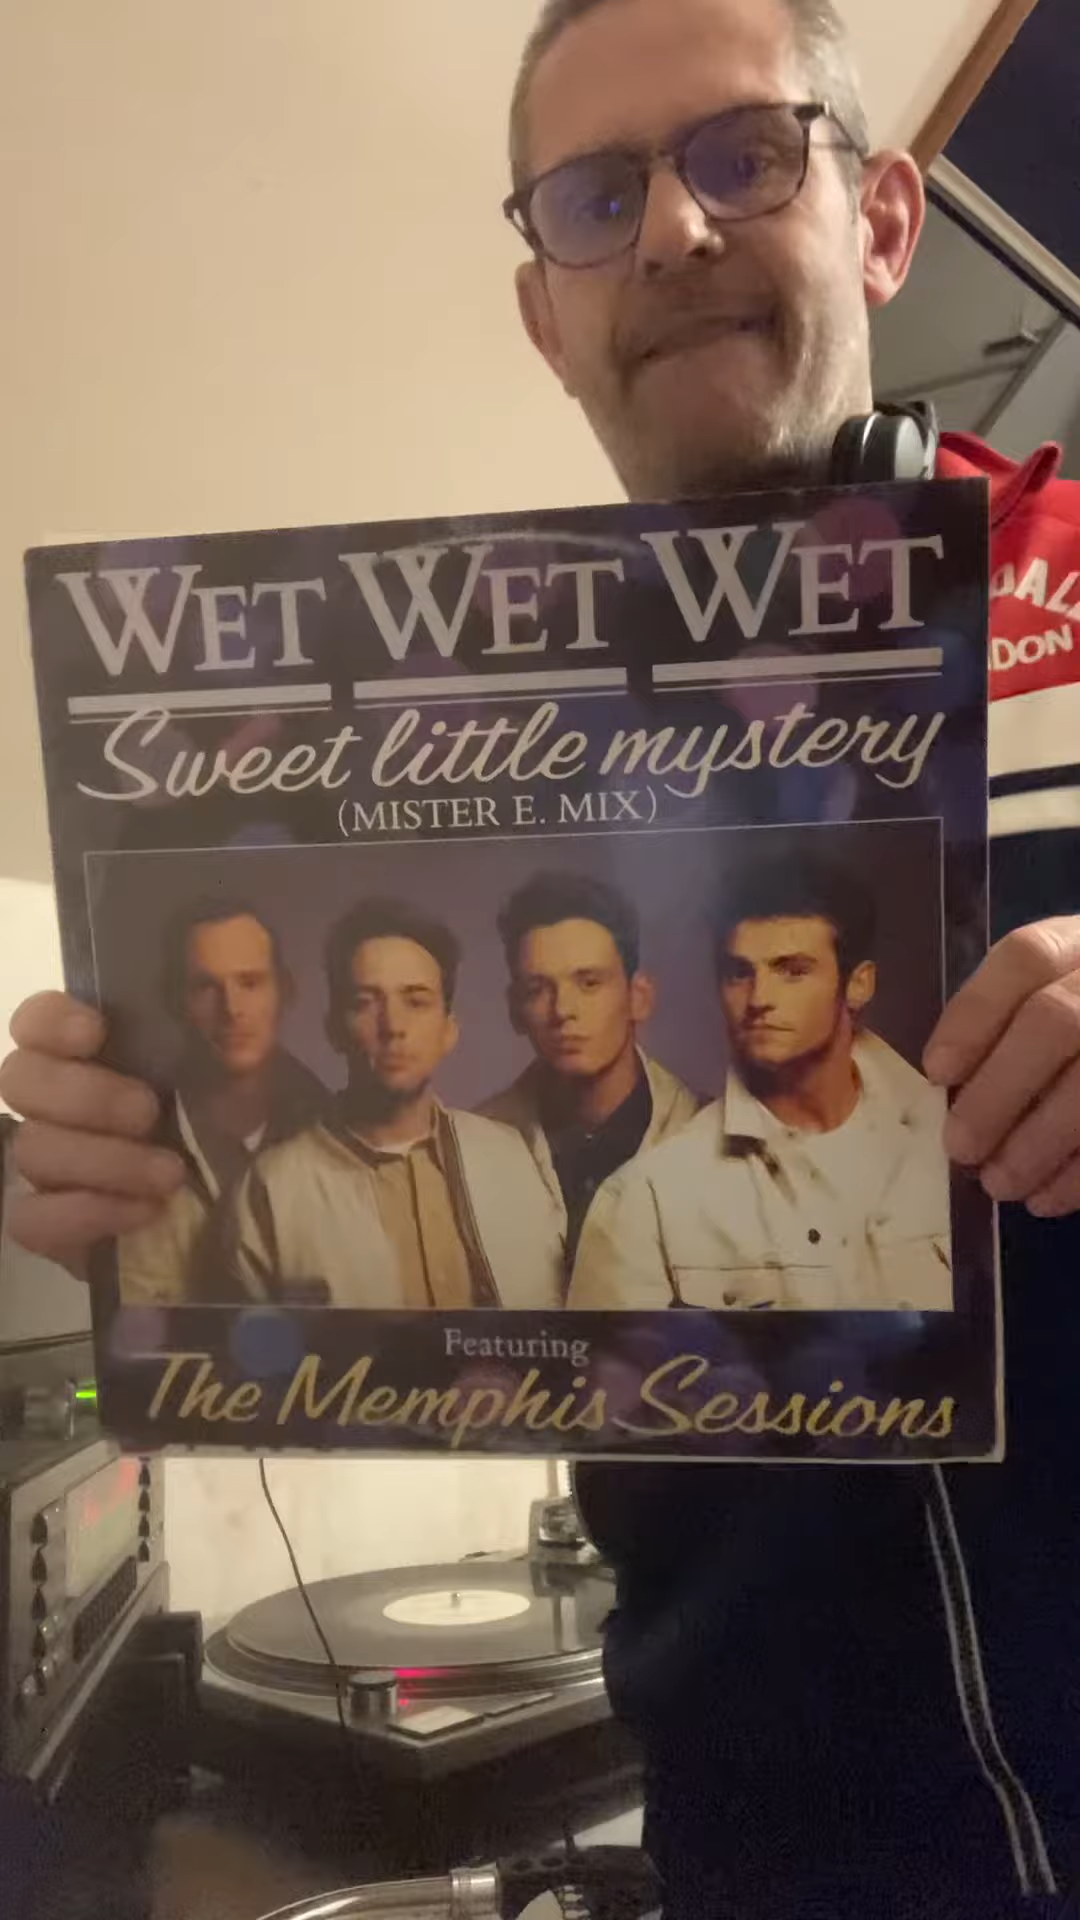 WET WET WET
Sweet little mystery
(MISTER E. MIX)
Featuring
The Memphis Sessions